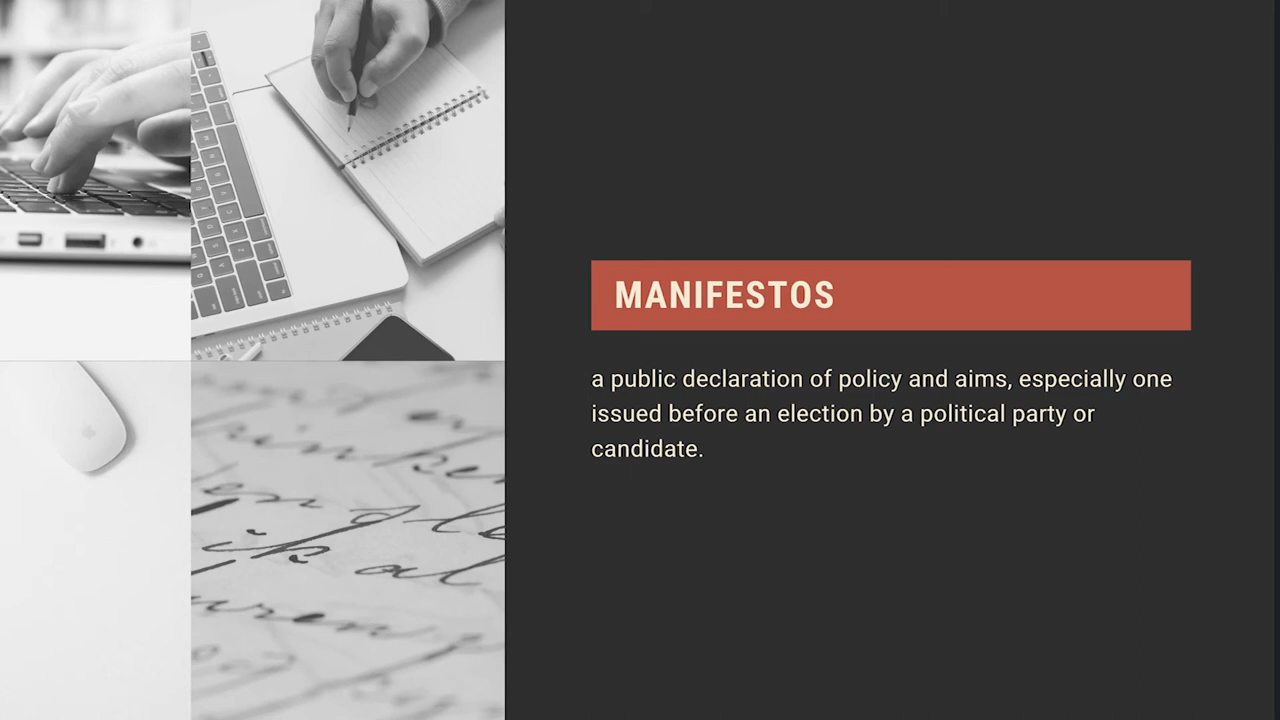 MANIFESTOS
a public declaration of policy and aims, especially one
issued before an election by a political party or
candidate.